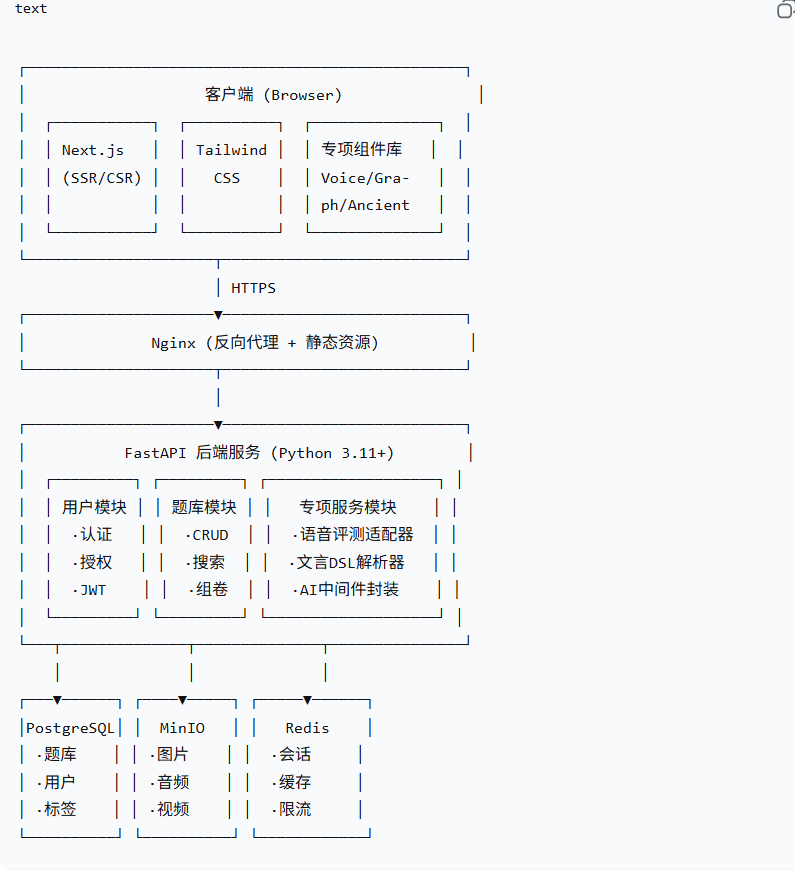 text
客户端 (Browser)
Next.js Tailwind 专项组件库
(SSR/CSR) CSS Voice/Gra-
ph/Ancient
HTTPS
Nginx (反向代理 + 静态资源)
FastAPI 后端服务 (Python 3.11+)
用户模块 题库模块 专项服务模块
·认证 ·CRUD ·语音评测适配器
·授权 ·搜索 ·文言DSL解析器
·JWT ·组卷 ·AI中间件封装
PostgreSQL MinIO Redis
·题库 ·图片 ·会话
·用户 ·音频 ·缓存
·标签 ·视频 ·限流